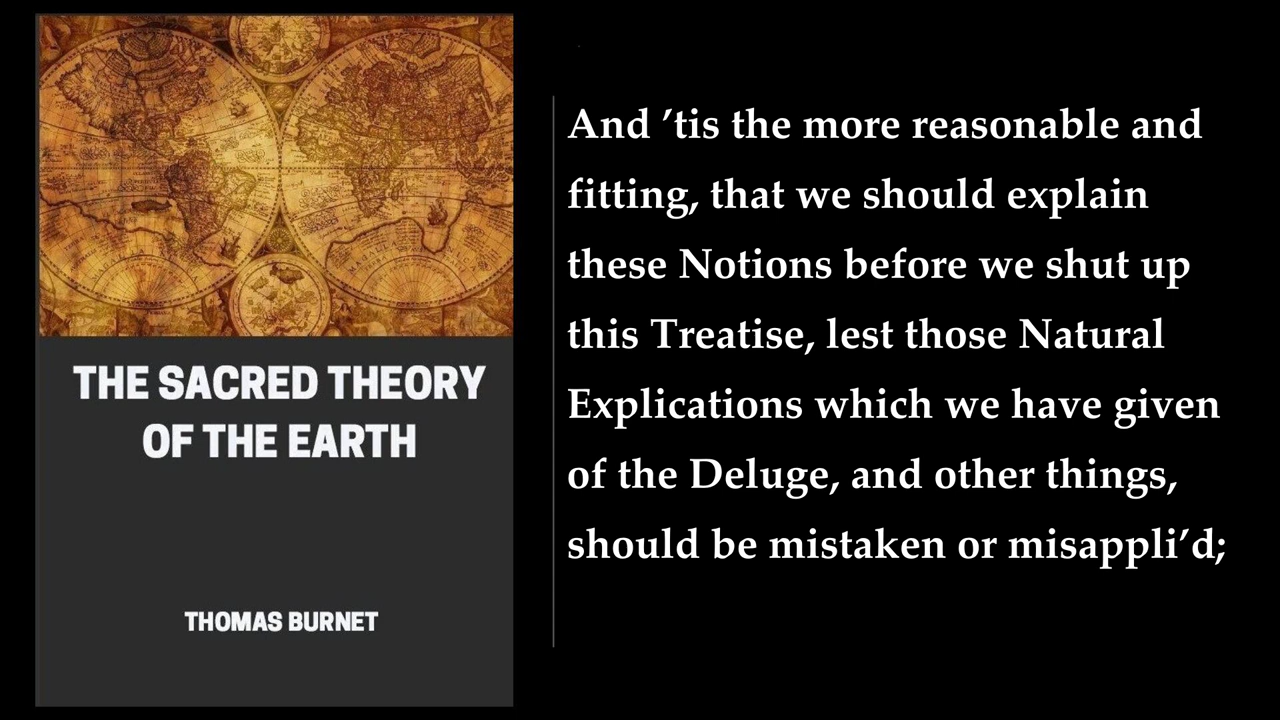 THE SACRED THEORY
OF THE EARTH
THOMAS BURNET
And ’tis the more reasonable and
fitting, that we should explain
these Notions before we shut up
this Treatise, lest those Natural
Explications which we have given
of the Deluge, and other things,
should be mistaken or misappli’d;